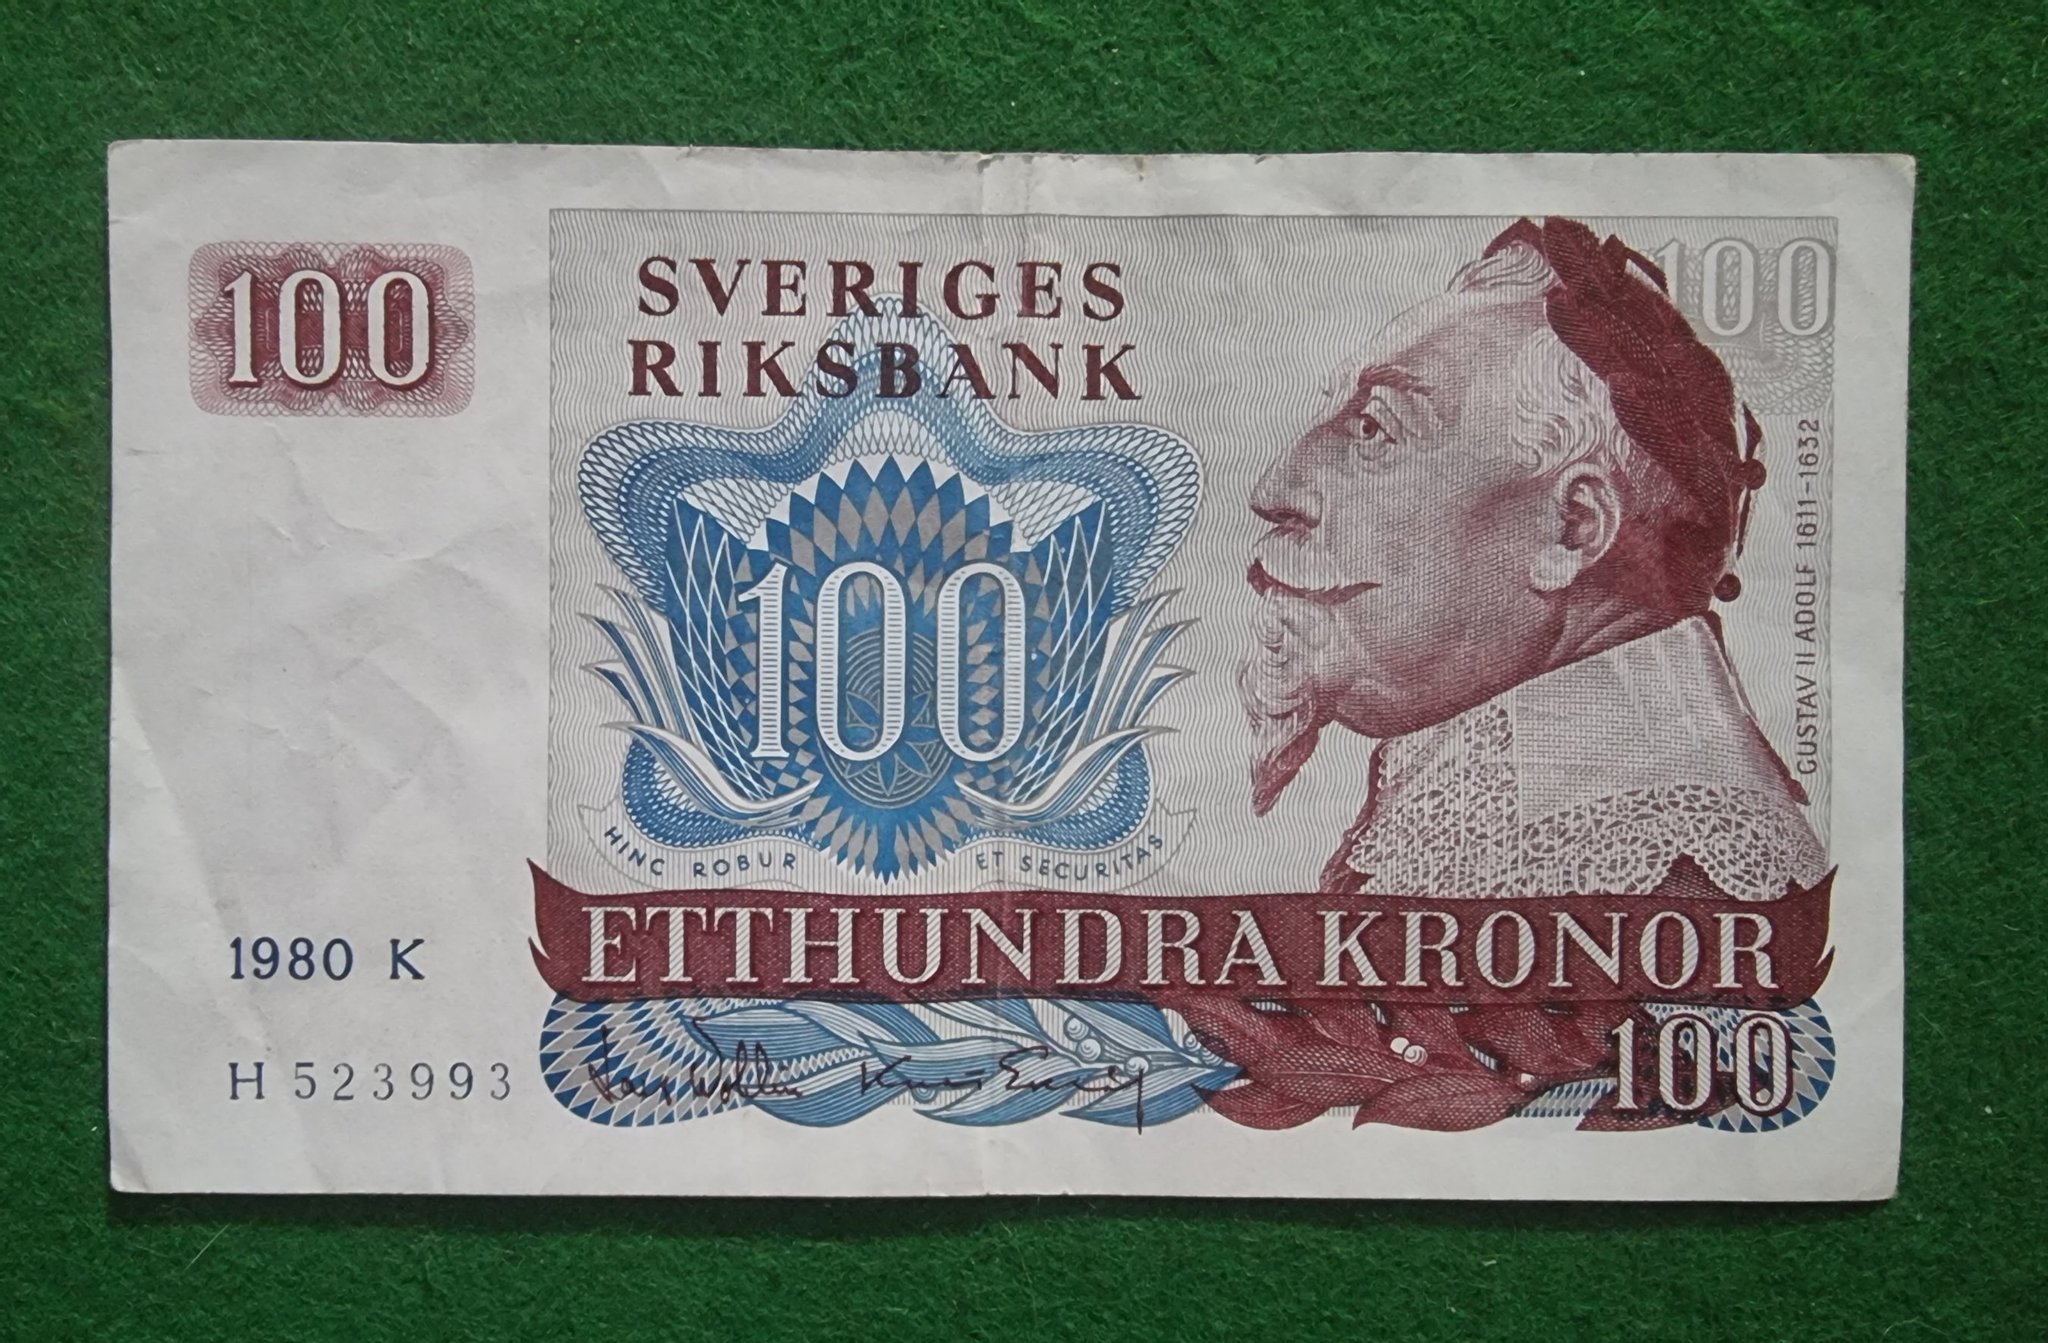 100
SVERIGES
RIKSBANK
100
100
GUSTAV II ADOLF 1611-1632
HINC ROBUR ET SECURITAS
ETTHUNDRA KRONOR
1980 K
H 523993
100